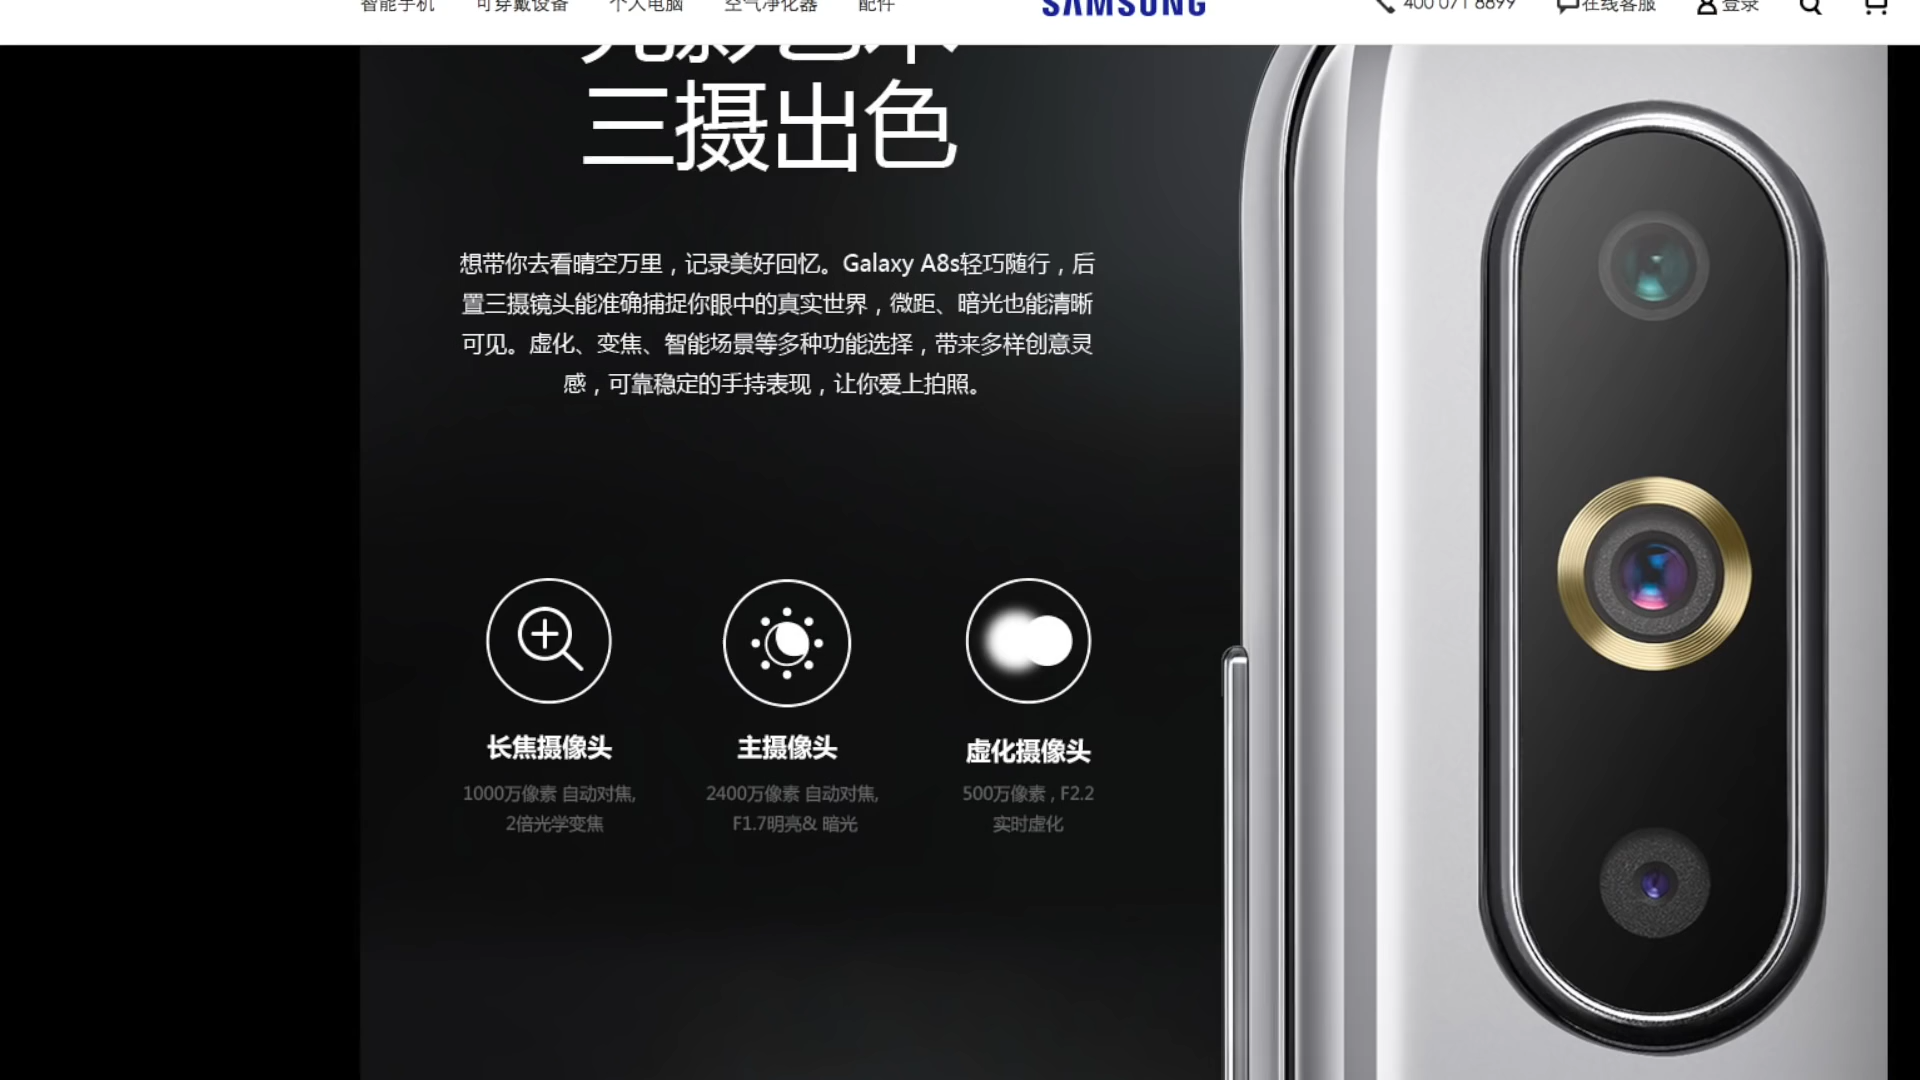 智能手机 可穿戴设备 个人电脑 空气净化器 配件 SAMSUNG 400 071 8899 在线客服 登录
光影艺术
三摄出色
想带你去看晴空万里，记录美好回忆。Galaxy A8s轻巧随行，后
置三摄镜头能准确捕捉你眼中的真实世界，微距、暗光也能清晰
可见。虚化、变焦、智能场景等多种功能选择，带来多样创意灵
感，可靠稳定的手持表现，让你爱上拍照。
长焦摄像头 主摄像头 虚化摄像头
1000万像素 自动对焦, 2400万像素 自动对焦, 500万像素 , F2.2
2倍光学变焦 F1.7明亮& 暗光 实时虚化